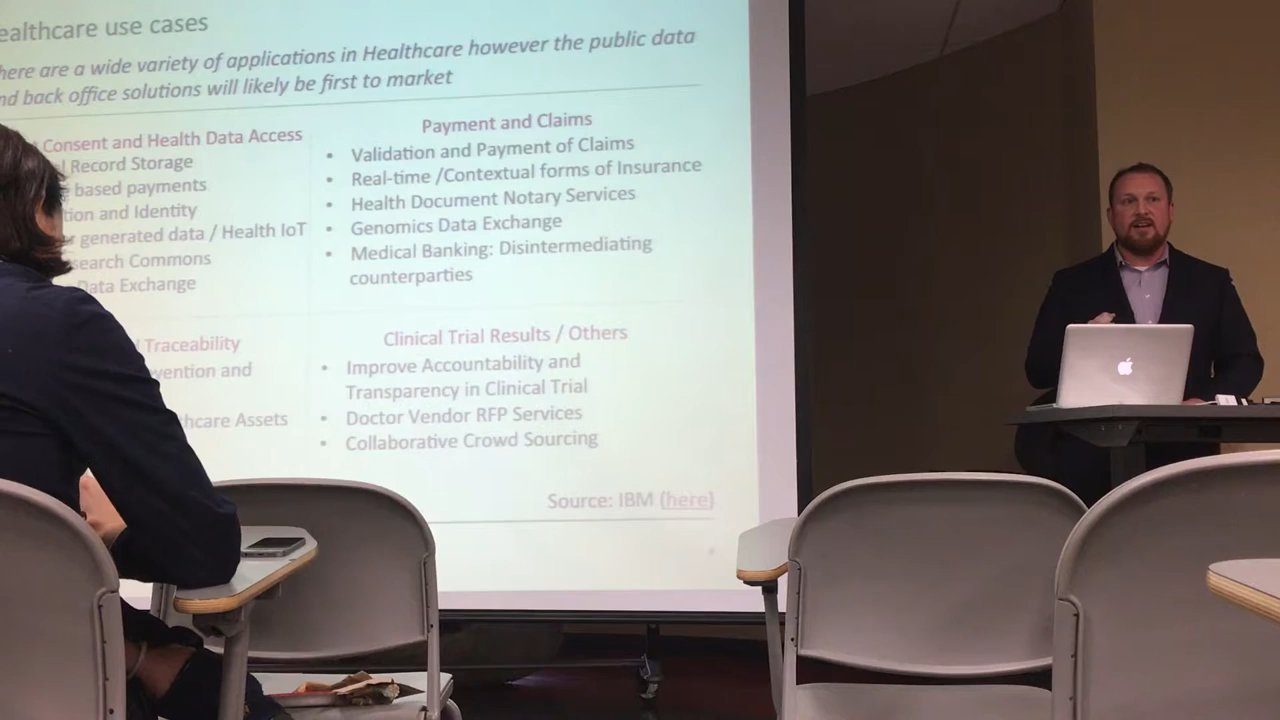 ealthcare use cases
here are a wide variety of applications in Healthcare however the public data
nd back office solutions will likely be first to market
Consent and Health Data Access
Record Storage
based payments
tion and Identity
generated data / Health IoT
search Commons
Data Exchange
Payment and Claims
• Validation and Payment of Claims
• Real-time /Contextual forms of Insurance
• Health Document Notary Services
• Genomics Data Exchange
• Medical Banking: Disintermediating
counterparties
Traceability
vention and
hcare Assets
Clinical Trial Results / Others
• Improve Accountability and
Transparency in Clinical Trial
• Doctor Vendor RFP Services
• Collaborative Crowd Sourcing
Source: IBM (here)